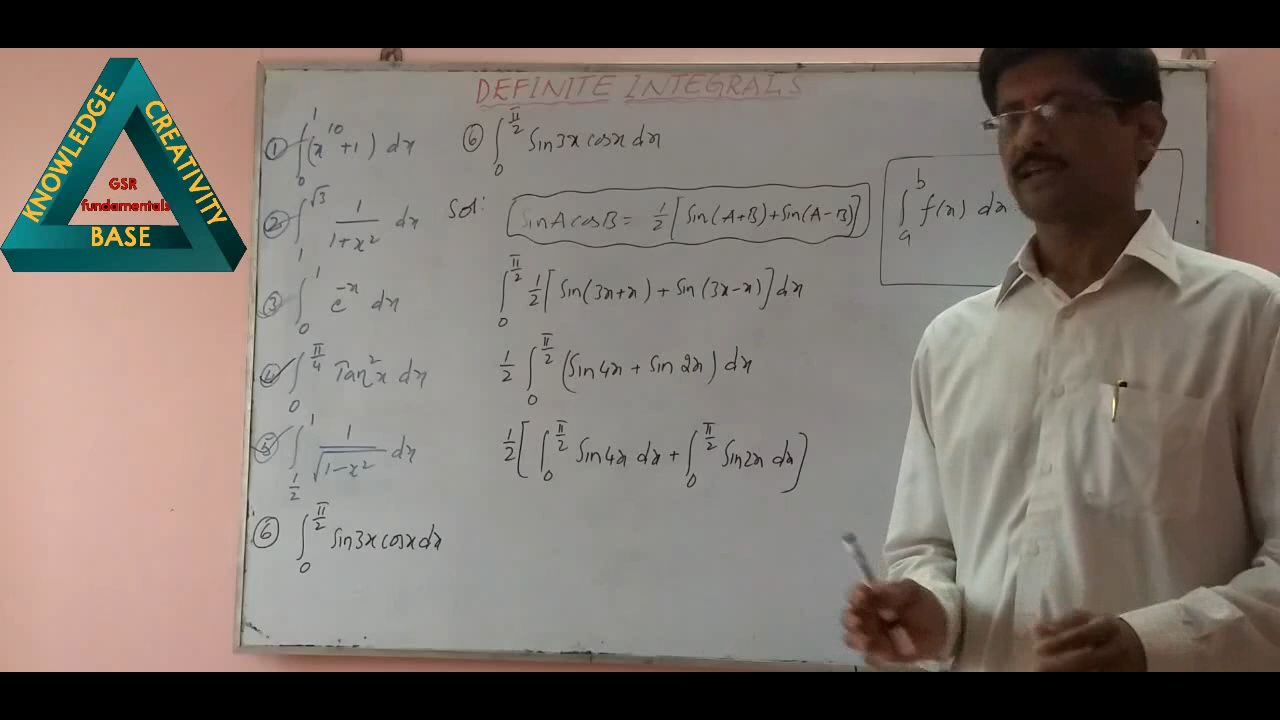 KNOWLEDGE
CREATIVITY
GSR
fundamentals
BASE
DEFINITE INTEGRALS
① ∫₀¹ (x¹⁰ + 1) dx
② ∫₁^√3 1/(1+x²) dx
③ ∫₀¹ e⁻ˣ dx
④ ∫₀^(π/4) Tan²x dx
⑤ ∫_(1/2)^1 1/√(1-x²) dx
⑥ ∫₀^(π/2) Sin3x cosx dx
⑥ ∫₀^(π/2) Sin3x cosx dx
Sol: SinA cosB = 1/2 [Sin(A+B) + Sin(A-B)]
∫₀^(π/2) 1/2 [Sin(3x+x) + Sin(3x-x)] dx
1/2 ∫₀^(π/2) (Sin4x + Sin 2x) dx
1/2 [∫₀^(π/2) Sin4x dx + ∫₀^(π/2) Sin2x dx]
∫ₐᵇ f(x) dx